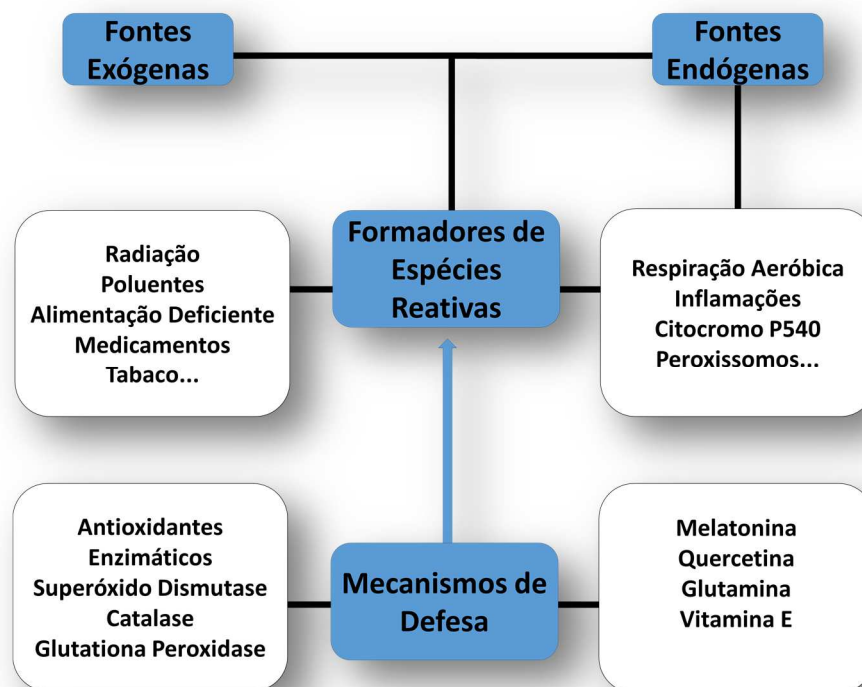 Fontes
Exógenas
Fontes
Endógenas
Formadores de
Espécies
Reativas
Radiação
Poluentes
Alimentação Deficiente
Medicamentos
Tabaco...
Respiração Aeróbica
Inflamações
Citocromo P540
Peroxissomos...
Antioxidantes
Enzimáticos
Superóxido Dismutase
Catalase
Glutationa Peroxidase
Mecanismos de
Defesa
Melatonina
Quercetina
Glutamina
Vitamina E